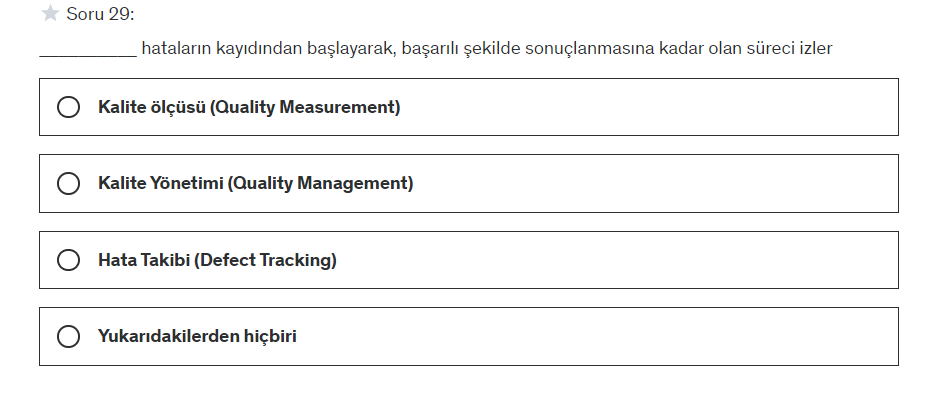 Soru 29:
__________ hataların kayıdından başlayarak, başarılı şekilde sonuçlanmasına kadar olan süreci izler
Kalite ölçüsü (Quality Measurement)
Kalite Yönetimi (Quality Management)
Hata Takibi (Defect Tracking)
Yukarıdakilerden hiçbiri